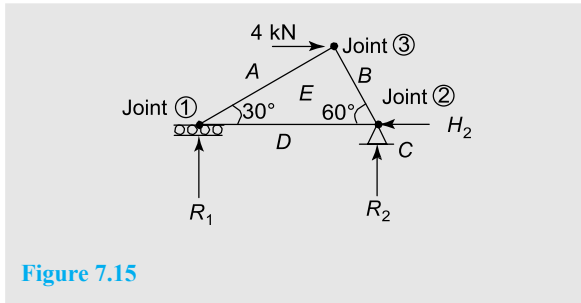 4 kN
Joint ③
A
B
E
Joint ②
Joint ①
30°
60°
H₂
D
C
R₁
R₂
Figure 7.15